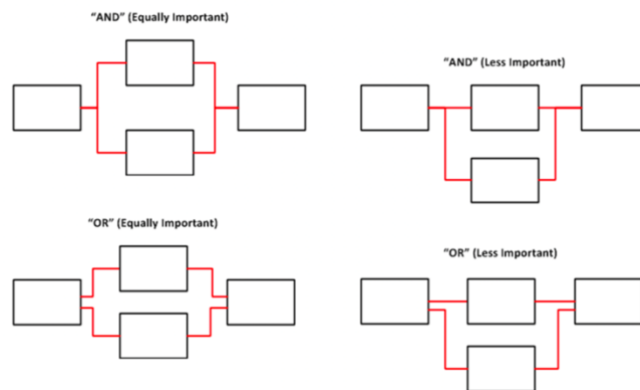 “AND” (Equally Important)
“AND” (Less Important)
“OR” (Equally Important)
“OR” (Less Important)